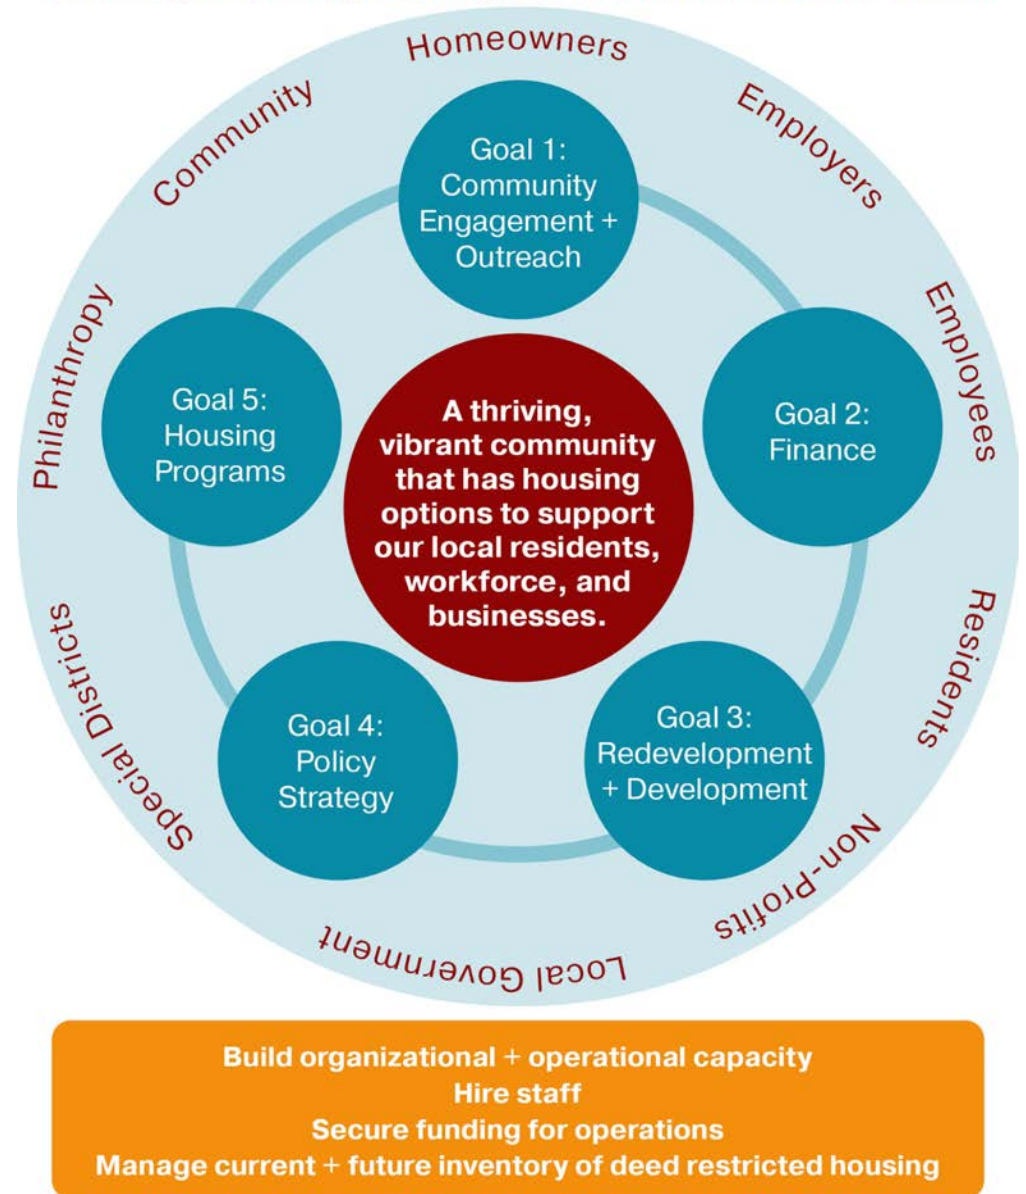 Homeowners
Employers
Employees
Residents
Non-Profits
Local Government
Special Districts
Philanthropy
Community
Goal 1:
Community
Engagement +
Outreach
Goal 2:
Finance
Goal 3:
Redevelopment
+ Development
Goal 4:
Policy
Strategy
Goal 5:
Housing
Programs
A thriving,
vibrant community
that has housing
options to support
our local residents,
workforce, and
businesses.
Build organizational + operational capacity
Hire staff
Secure funding for operations
Manage current + future inventory of deed restricted housing